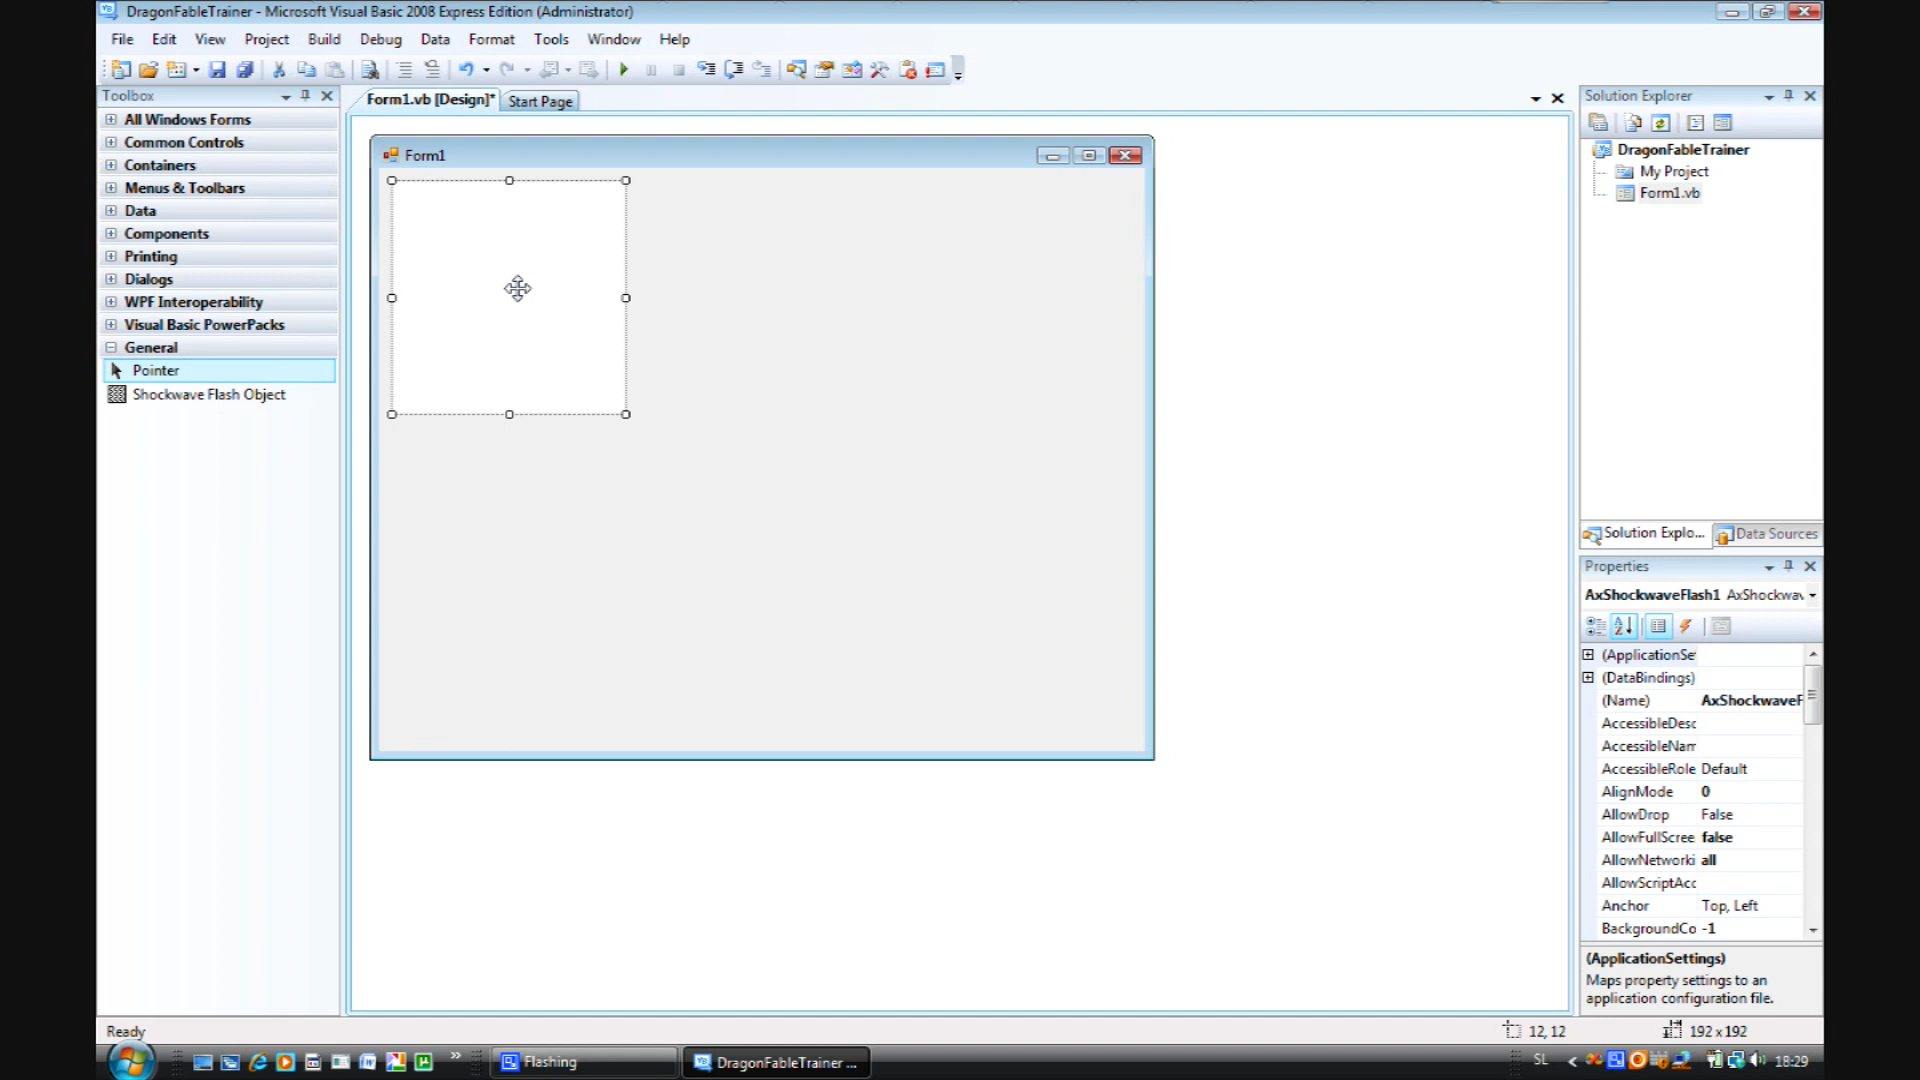 DragonFableTrainer - Microsoft Visual Basic 2008 Express Edition (Administrator)
File Edit View Project Build Debug Data Format Tools Window Help
Toolbox
All Windows Forms
Common Controls
Containers
Menus & Toolbars
Data
Components
Printing
Dialogs
WPF Interoperability
Visual Basic PowerPacks
General
Pointer
Shockwave Flash Object
Form1.vb [Design]* Start Page
Form1
Solution Explorer
DragonFableTrainer
My Project
Form1.vb
Solution Explo... Data Sources
Properties
AxShockwaveFlash1 AxShockwav
(ApplicationSe
(DataBindings)
(Name) AxShockwaveF
AccessibleDesc
AccessibleNam
AccessibleRole Default
AlignMode 0
AllowDrop False
AllowFullScree false
AllowNetworki all
AllowScriptAcc
Anchor Top, Left
BackgroundCo -1
(ApplicationSettings)
Maps property settings to an
application configuration file.
Ready 12, 12 192 x 192
Flashing DragonFableTrainer ... SL 18:29